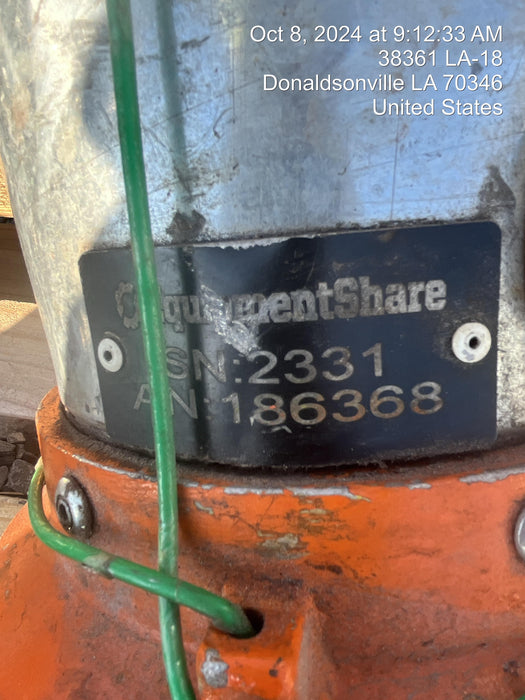 Oct 8, 2024 at 9:12:33 AM
38361 LA-18
Donaldsonville LA 70346
United States
EquipmentShare
SN:2331
AN:186368